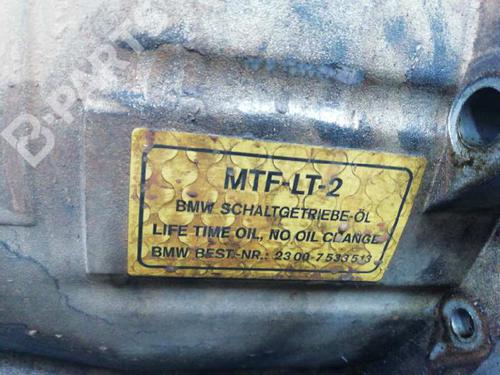 B-PARTS
MTF-LT-2
BMW SCHALTGETRIEBE-ÖL
LIFE TIME OIL, NO OIL CLANGE
BMW BEST.-NR.: 23 00-7 533 513